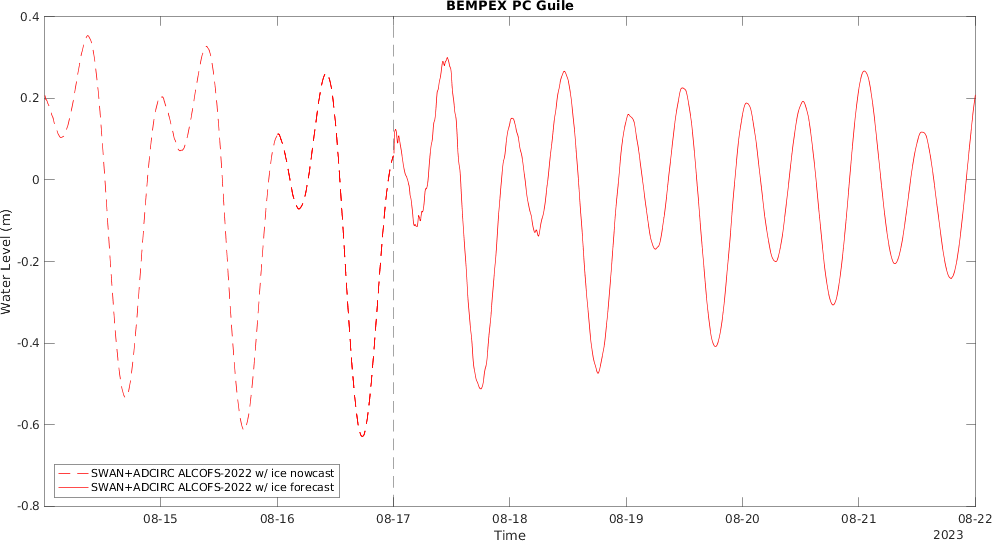 BEMPEX PC Guile
0.4
0.2
0
-0.2
-0.4
-0.6
-0.8
Water Level (m)
SWAN+ADCIRC ALCOFS-2022 w/ ice nowcast
SWAN+ADCIRC ALCOFS-2022 w/ ice forecast
08-15 08-16 08-17 08-18 08-19 08-20 08-21 08-22
Time
2023